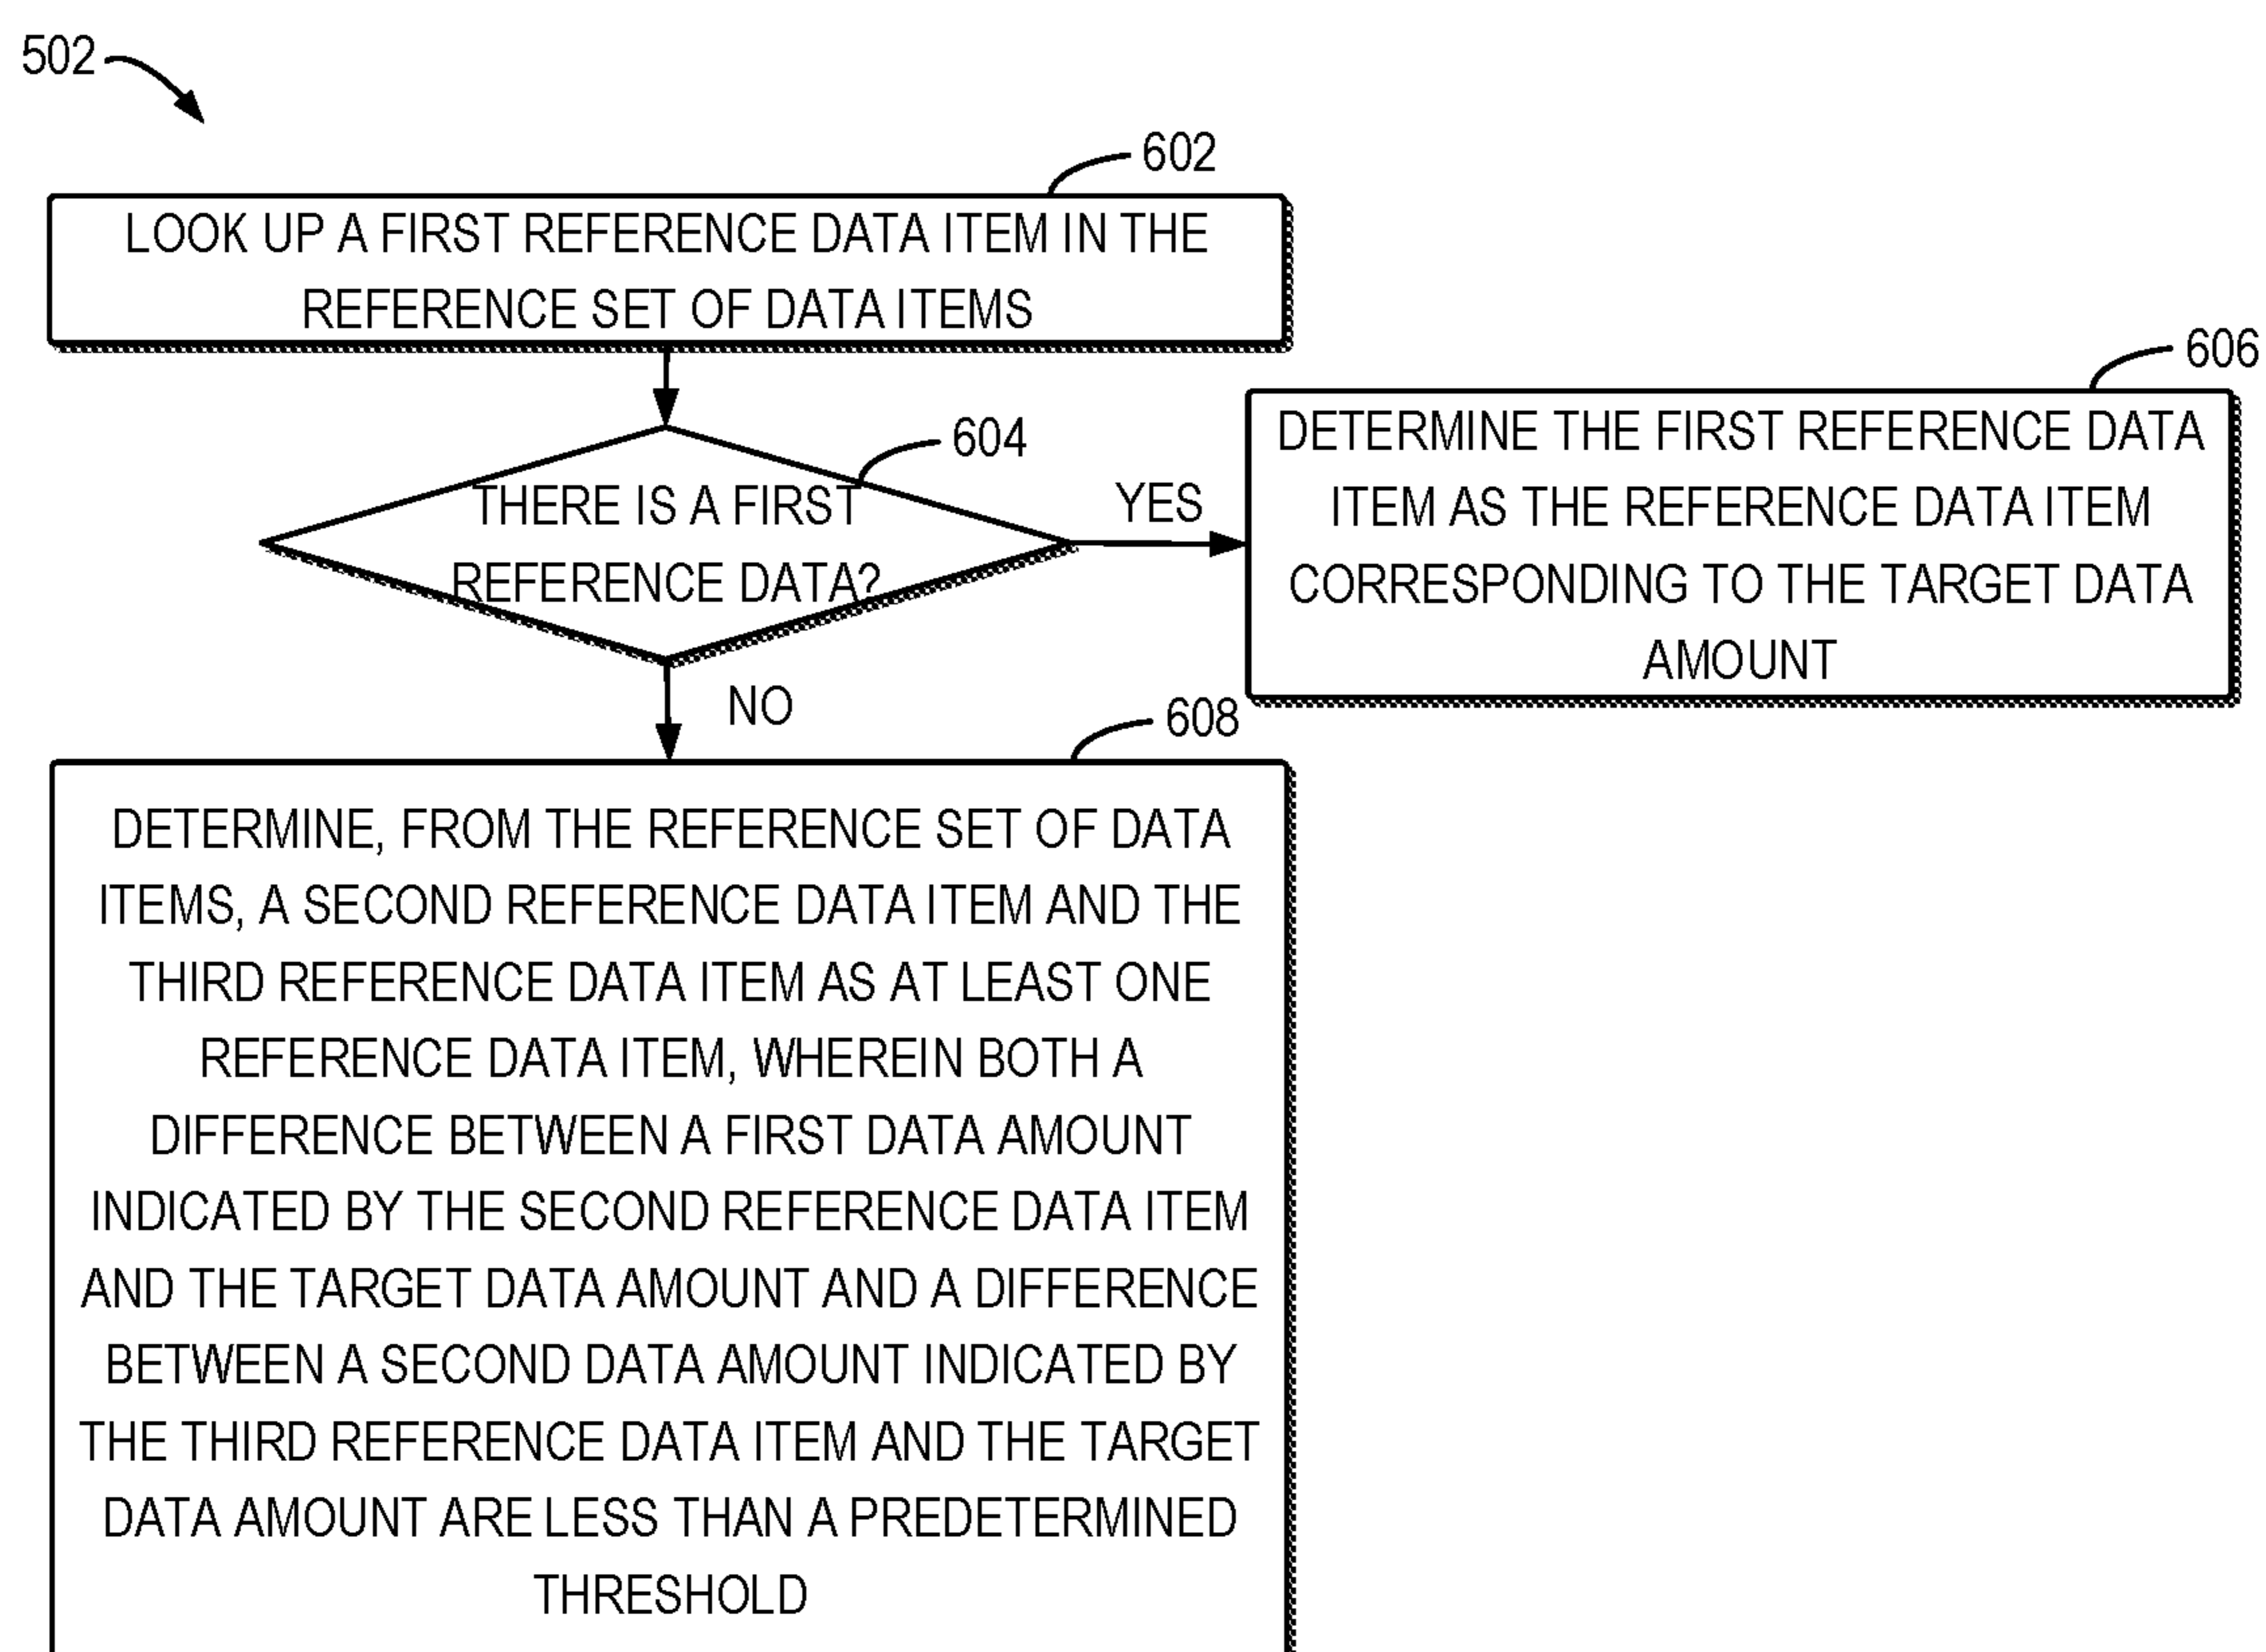 502
602
LOOK UP A FIRST REFERENCE DATA ITEM IN THE
REFERENCE SET OF DATA ITEMS
604
THERE IS A FIRST
REFERENCE DATA?
YES
606
DETERMINE THE FIRST REFERENCE DATA
ITEM AS THE REFERENCE DATA ITEM
CORRESPONDING TO THE TARGET DATA
AMOUNT
NO
608
DETERMINE, FROM THE REFERENCE SET OF DATA
ITEMS, A SECOND REFERENCE DATA ITEM AND THE
THIRD REFERENCE DATA ITEM AS AT LEAST ONE
REFERENCE DATA ITEM, WHEREIN BOTH A
DIFFERENCE BETWEEN A FIRST DATA AMOUNT
INDICATED BY THE SECOND REFERENCE DATA ITEM
AND THE TARGET DATA AMOUNT AND A DIFFERENCE
BETWEEN A SECOND DATA AMOUNT INDICATED BY
THE THIRD REFERENCE DATA ITEM AND THE TARGET
DATA AMOUNT ARE LESS THAN A PREDETERMINED
THRESHOLD